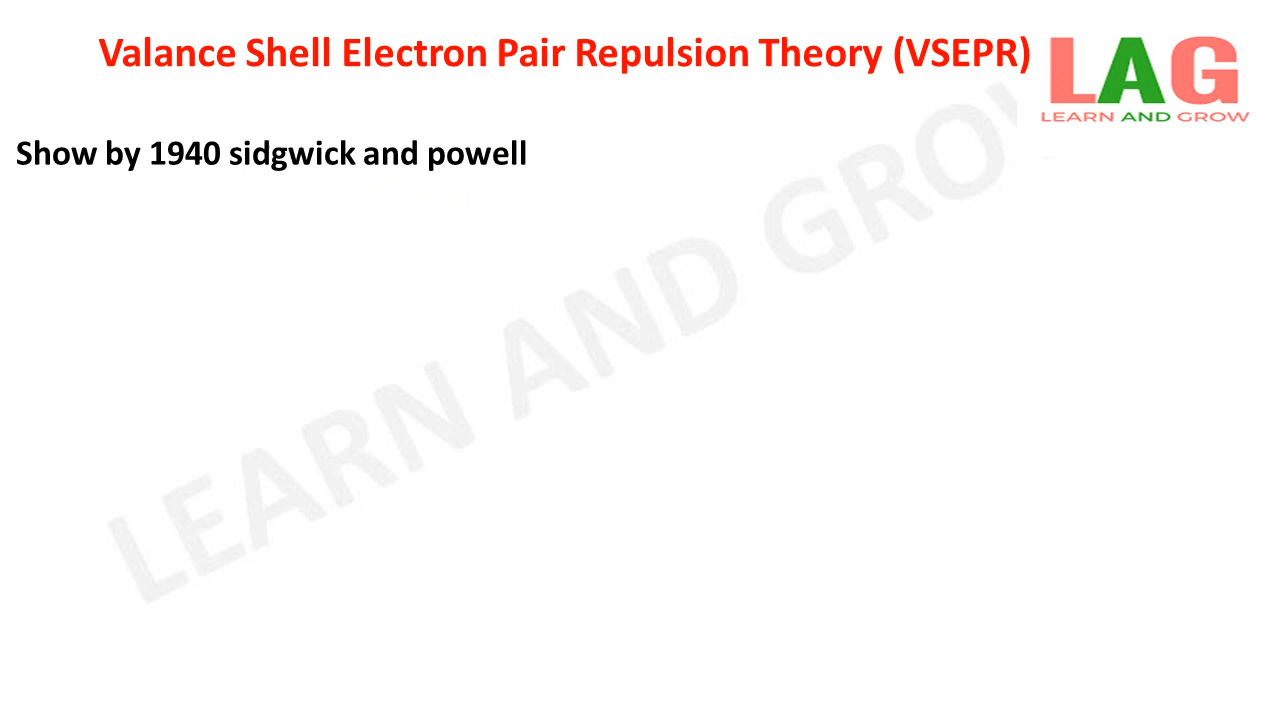 Valance Shell Electron Pair Repulsion Theory (VSEPR)
LAG
LEARN AND GROW
Show by 1940 sidgwick and powell
LEARN AND GROW